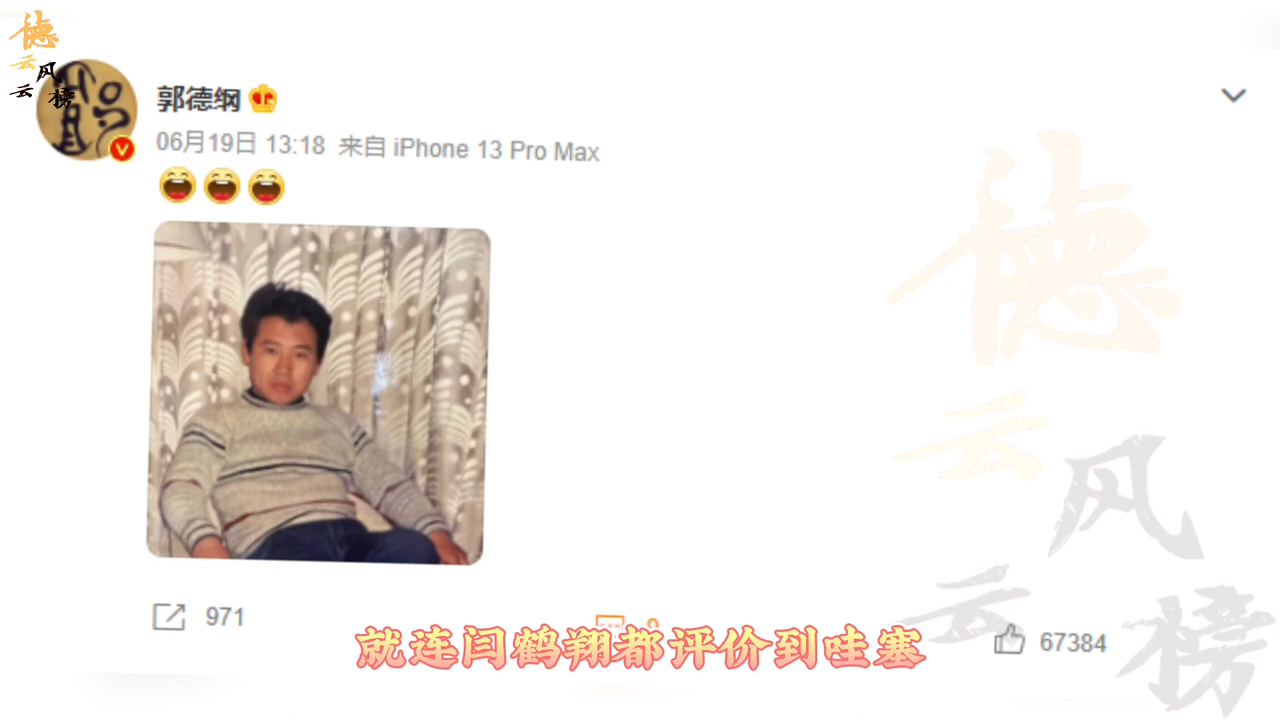 德
云风
云榜
郭德纲
06月19日 13:18 来自 iPhone 13 Pro Max
德
云风
云榜
971
67384
就连闫鹤翔都评价到哇塞